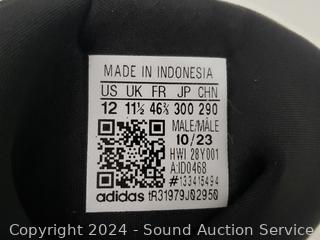 MADE IN INDONESIA
US UK FR JP CHN
12 11½ 46⅔ 300 290
MALE/MÂLE
10/23
HWI 28Y001
A:ID0468
#133415494
adidas tR31979J02950
Copyright 2024 - Sound Auction Service